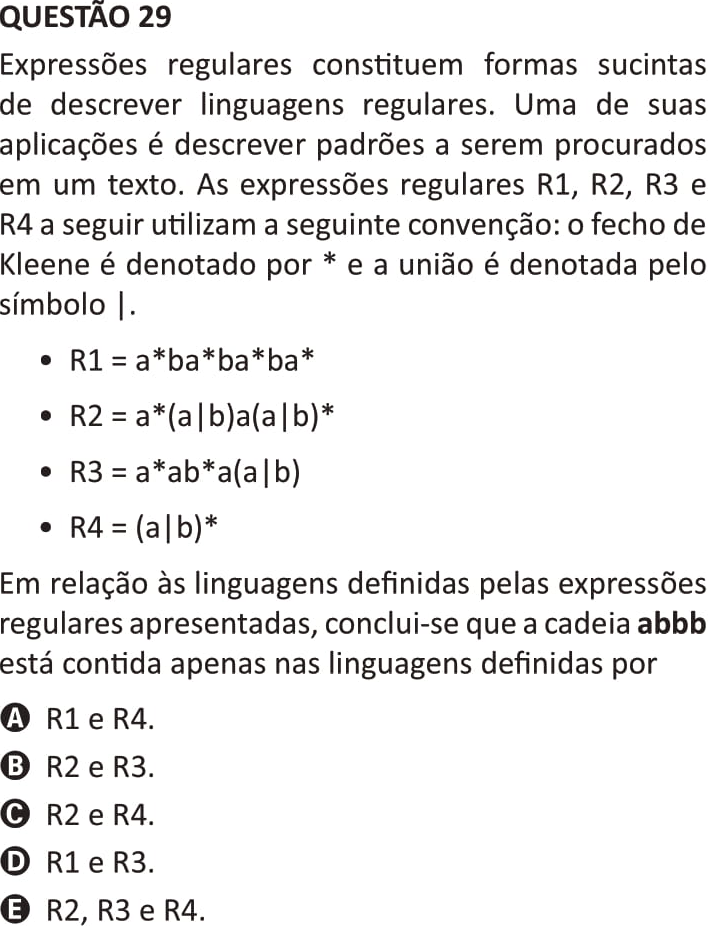 QUESTÃO 29
Expressões regulares constituem formas sucintas
de descrever linguagens regulares. Uma de suas
aplicações é descrever padrões a serem procurados
em um texto. As expressões regulares R1, R2, R3 e
R4 a seguir utilizam a seguinte convenção: o fecho de
Kleene é denotado por * e a união é denotada pelo
símbolo |.
• R1 = a*ba*ba*ba*
• R2 = a*(a|b)a(a|b)*
• R3 = a*ab*a(a|b)
• R4 = (a|b)*
Em relação às linguagens definidas pelas expressões
regulares apresentadas, conclui-se que a cadeia abbb
está contida apenas nas linguagens definidas por
A R1 e R4.
B R2 e R3.
C R2 e R4.
D R1 e R3.
E R2, R3 e R4.